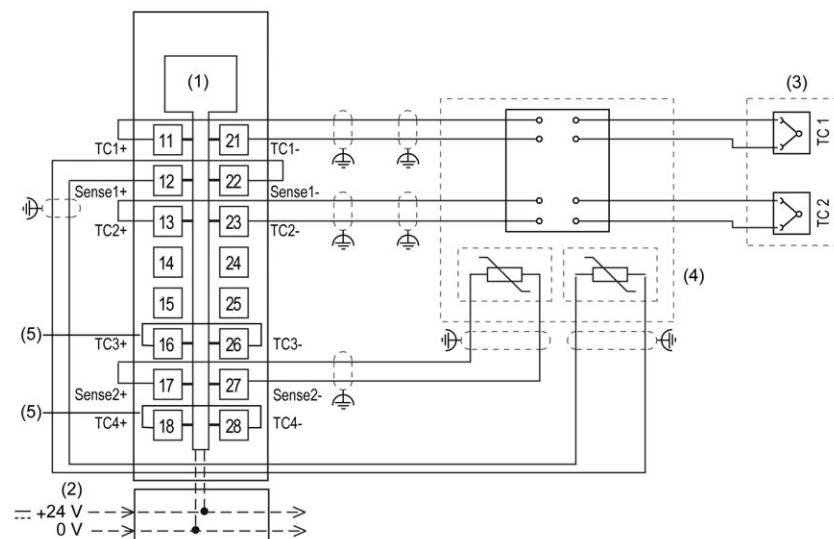 (1)
(3)
11
21
TC1+
TC1-
TC 1
12
22
Sense1+
Sense1-
13
23
TC2+
TC2-
TC 2
14
24
(4)
15
25
(5)
16
26
TC3+
TC3-
17
27
Sense2+
Sense2-
(5)
TC4+
18
28
TC4-
(2)
+24 V
0 V